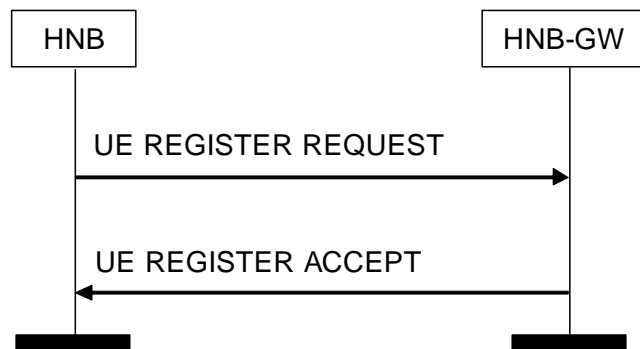 HNB
HNB-GW
UE REGISTER REQUEST
UE REGISTER ACCEPT